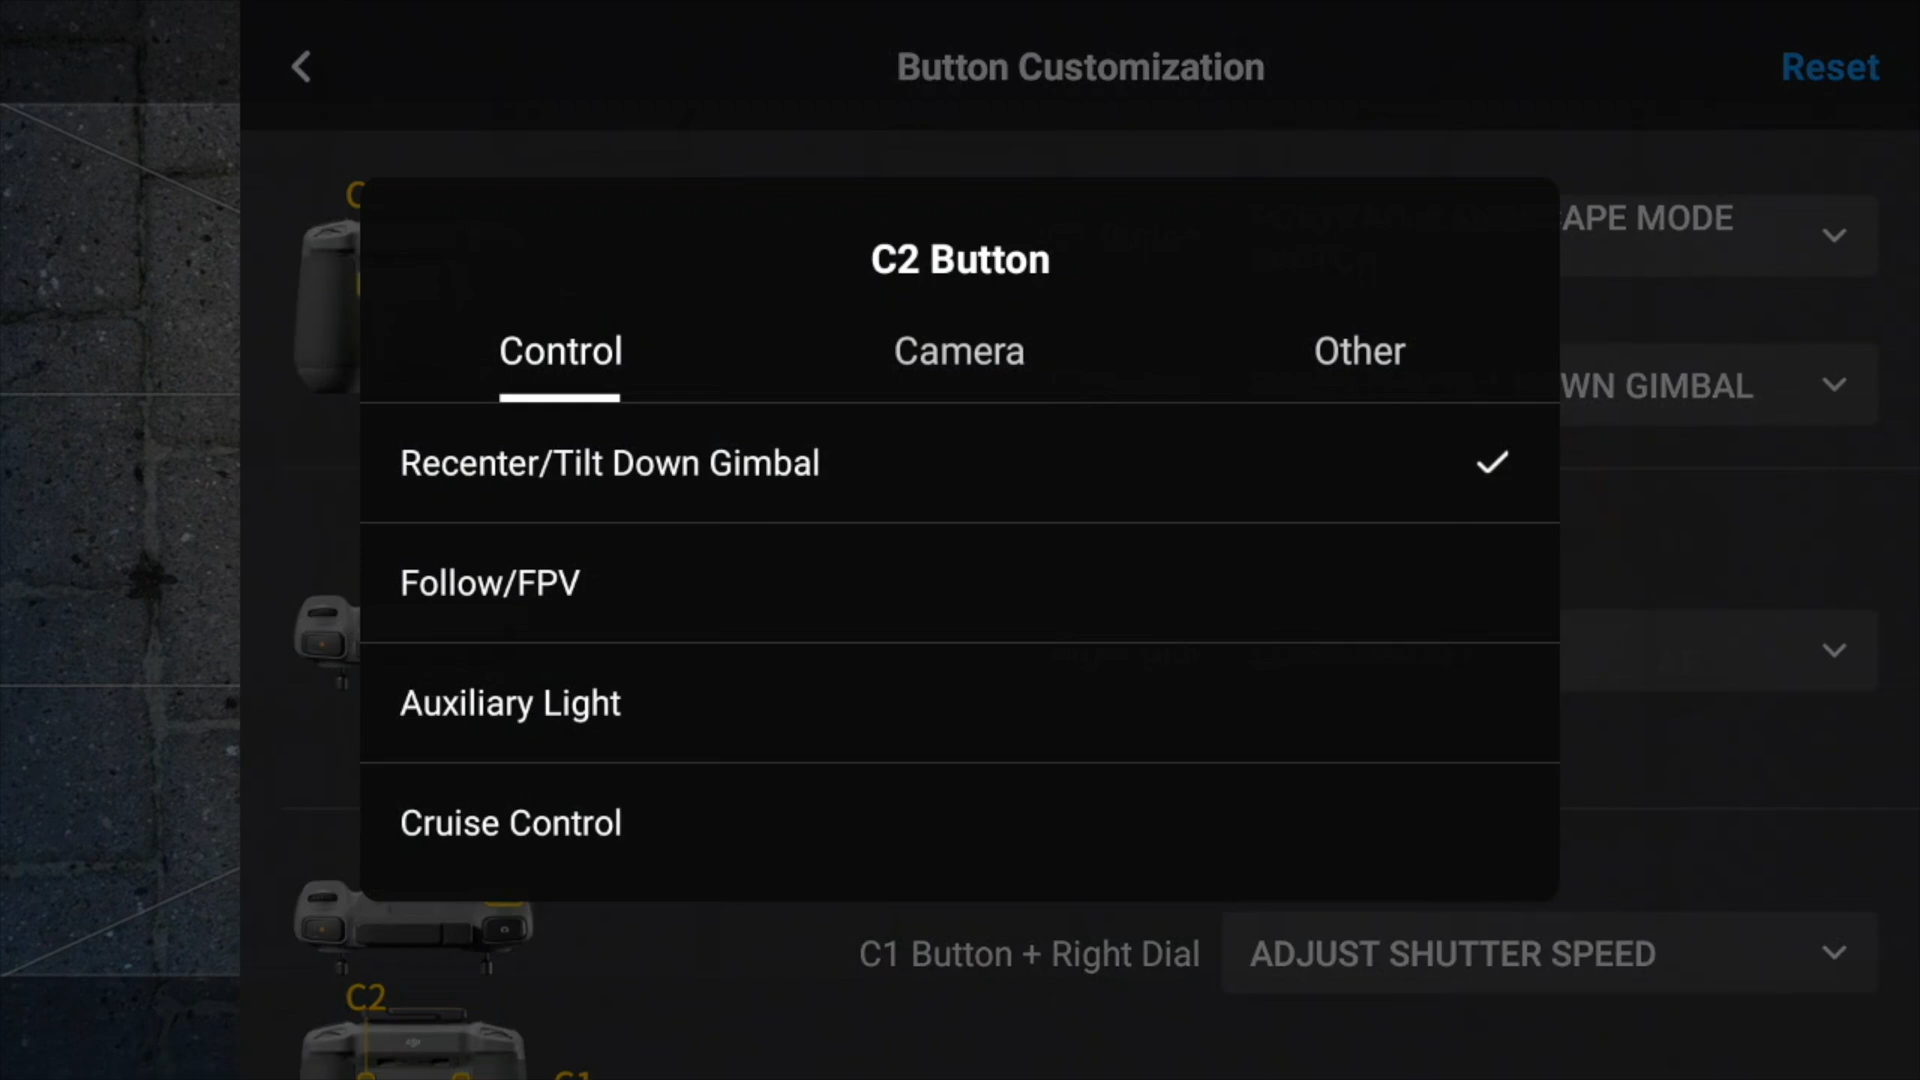 Button Customization
Reset
C2 Button
APE MODE
Control
Camera
Other
WN GIMBAL
Recenter/Tilt Down Gimbal
Follow/FPV
Auxiliary Light
Cruise Control
C1 Button + Right Dial
ADJUST SHUTTER SPEED
C2